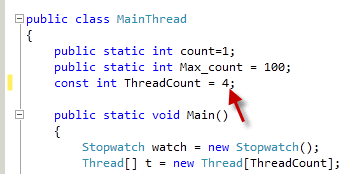 public class MainThread
{
public static int count=1;
public static int Max_count = 100;
const int ThreadCount = 4;
public static void Main()
{
Stopwatch watch = new Stopwatch();
Thread[] t = new Thread[ThreadCount];